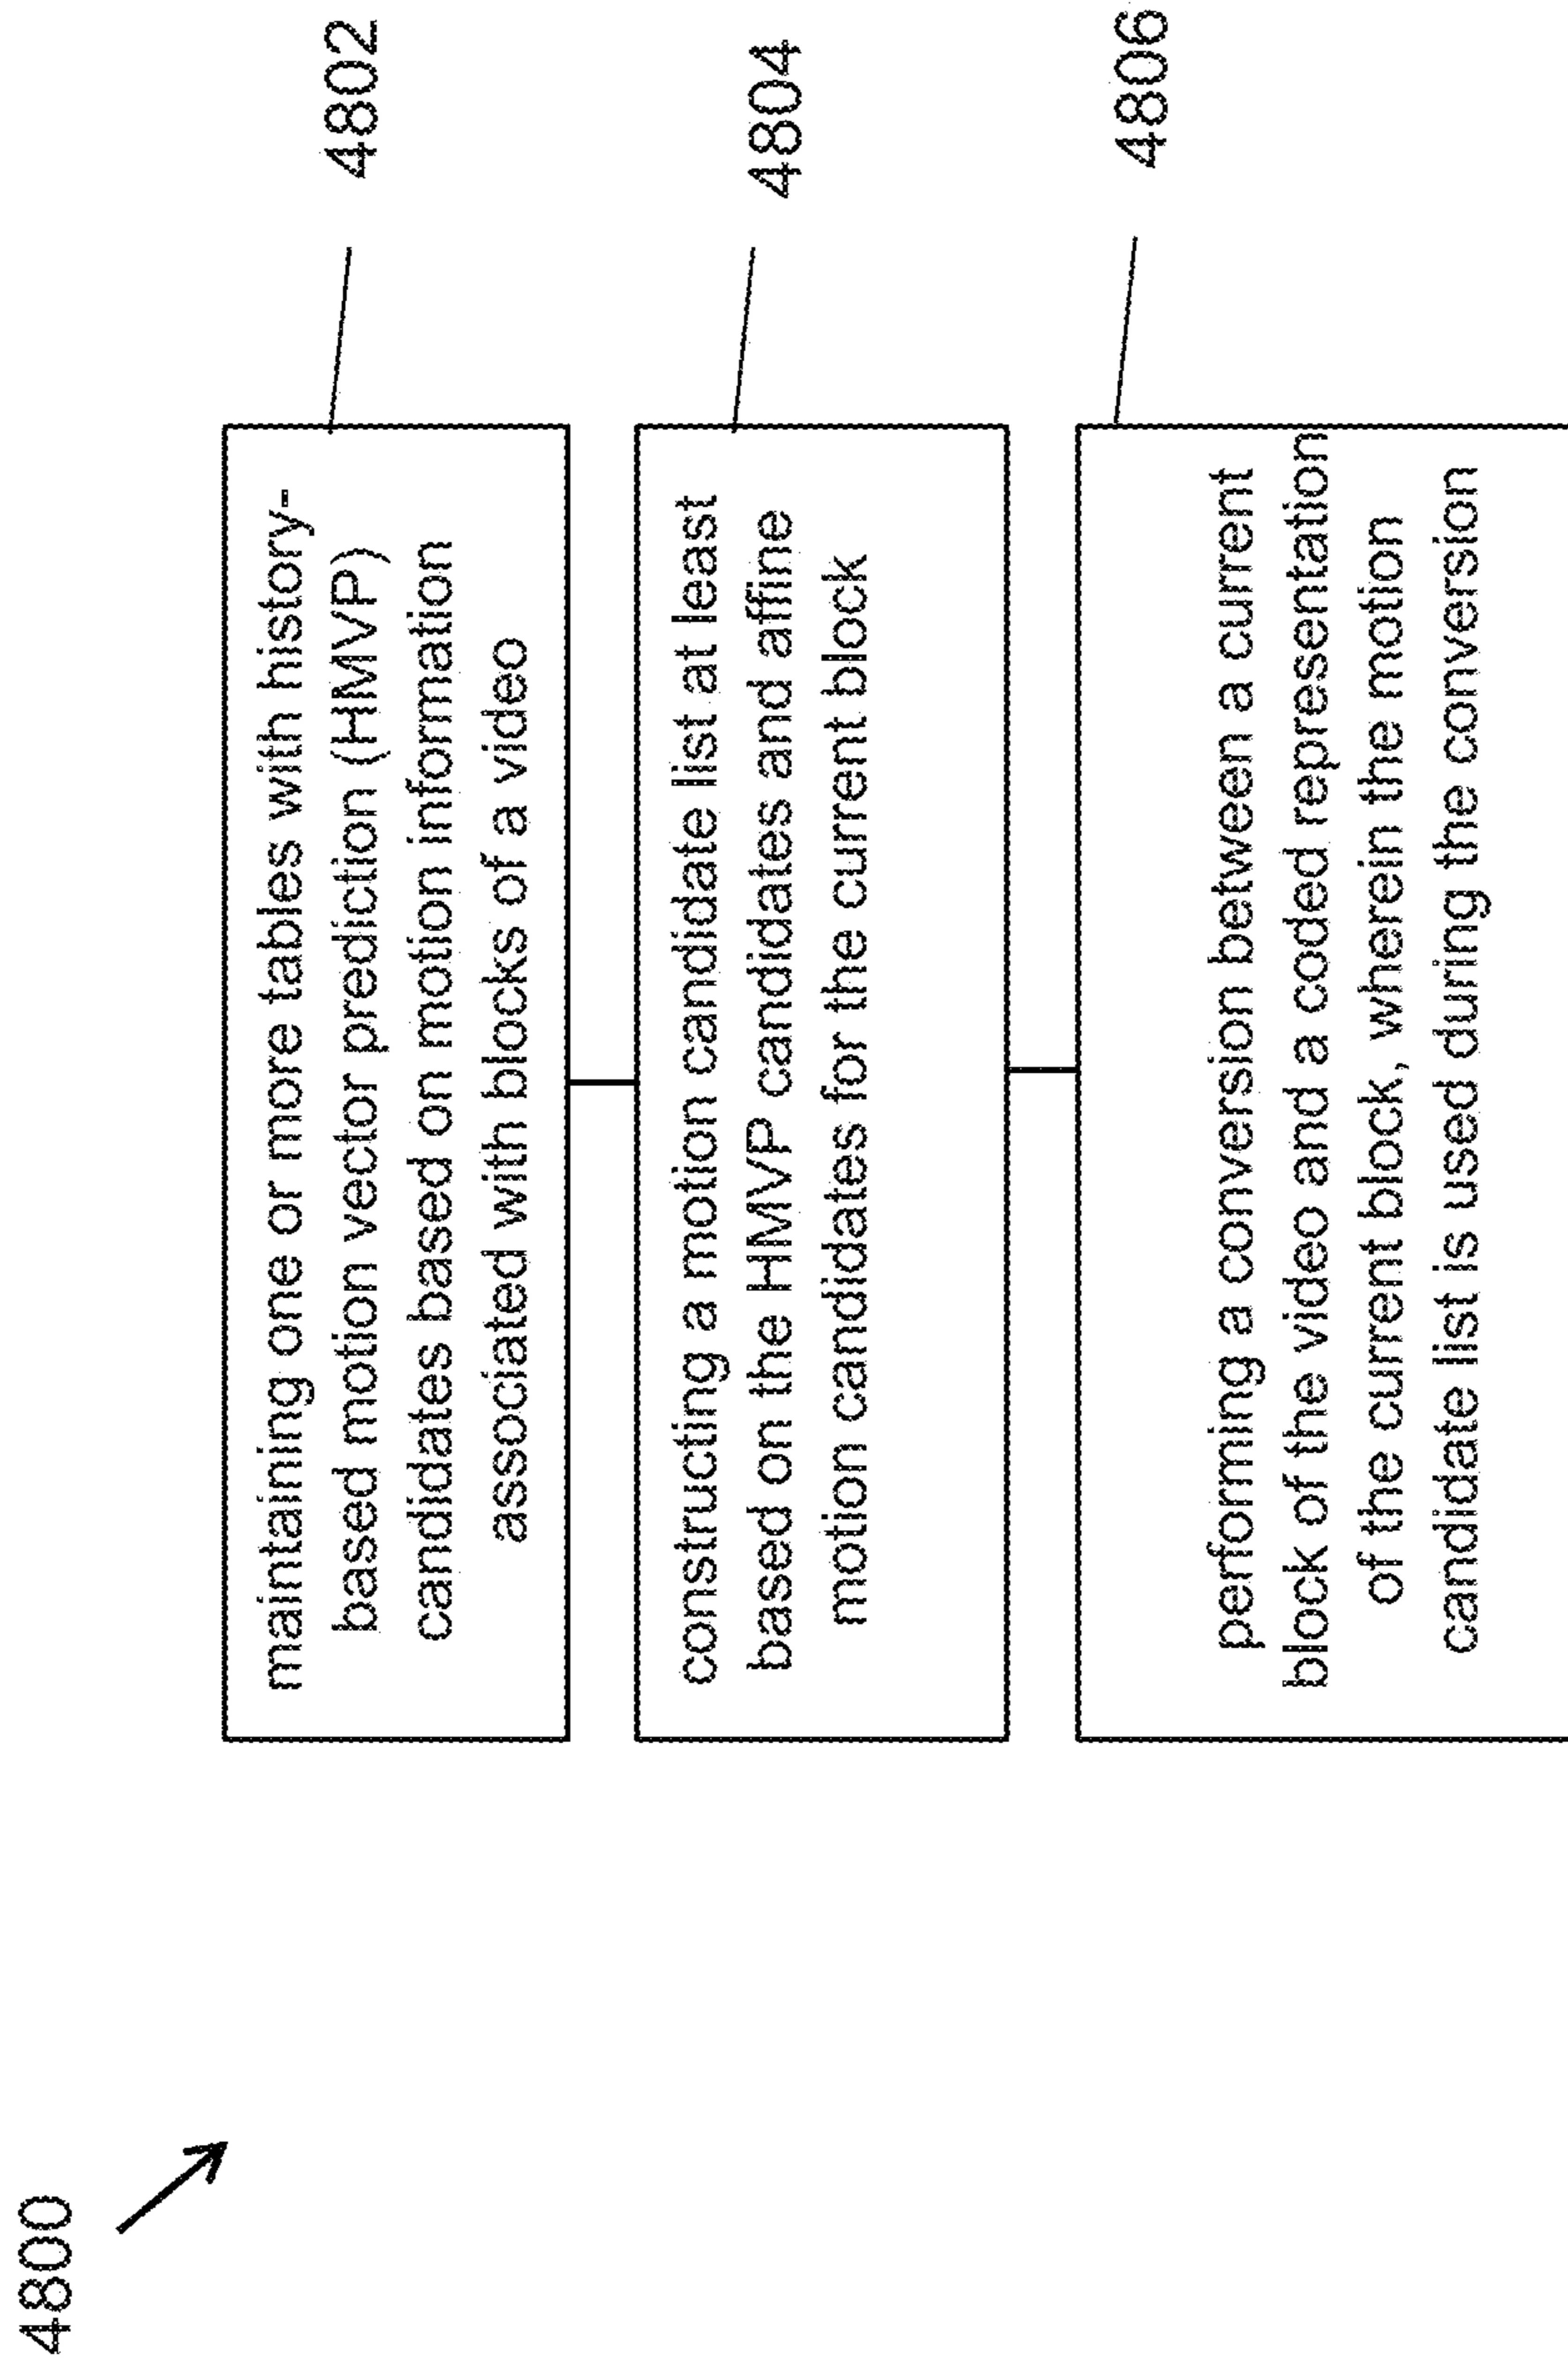 4800
maintaining one or more tables with history-
based motion vector prediction (HMVP)
candidates based on motion information
associated with blocks of a video
4802
constructing a motion candidate list at least
based on the HMVP candidates and affine
motion candidates for the current block
4804
performing a conversion between a current
block of the video and a coded representation
of the current block, wherein the motion
candidate list is used during the conversion
4806